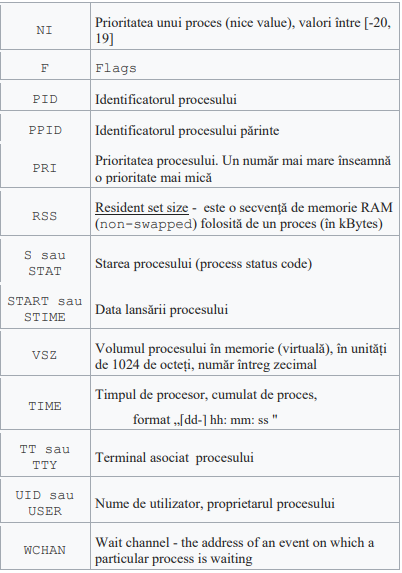 NI
Prioritatea unui proces (nice value), valori între [-20,
19]
F
Flags
PID
Identificatorul procesului
PPID
Identificatorul procesului părinte
PRI
Prioritatea procesului. Un număr mai mare înseamnă
o prioritate mai mică
RSS
Resident set size - este o secvență de memorie RAM
(non-swapped) folosită de un proces (în kBytes)
S sau
STAT
Starea procesului (process status code)
START sau
STIME
Data lansării procesului
VSZ
Volumul procesului în memorie (virtuală), în unități
de 1024 de octeți, număr întreg zecimal
TIME
Timpul de procesor, cumulat de proces,
format „[dd-] hh: mm: ss "
TT sau
TTY
Terminal asociat procesului
UID sau
USER
Nume de utilizator, proprietarul procesului
WCHAN
Wait channel - the address of an event on which a
particular process is waiting